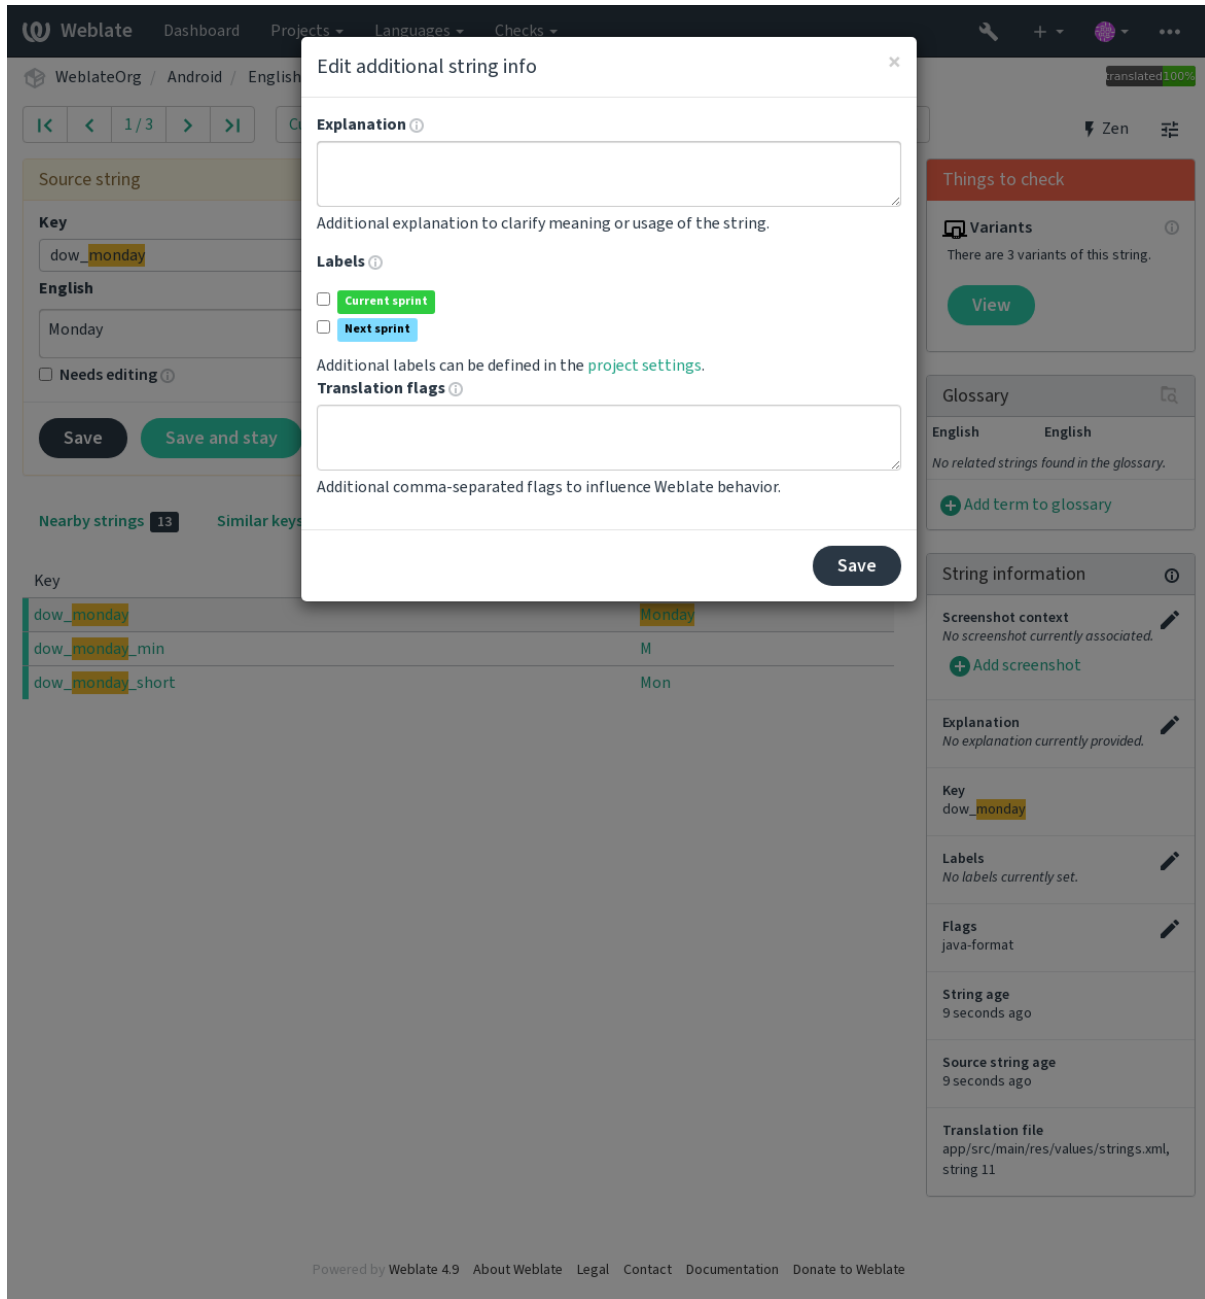 Weblate Dashboard Projects Languages Checks
WeblateOrg / Android / English
translated 100%
1 / 3
Zen
Edit additional string info
×
Explanation
Additional explanation to clarify meaning or usage of the string.
Labels
Current sprint
Next sprint
Additional labels can be defined in the project settings.
Translation flags
Additional comma-separated flags to influence Weblate behavior.
Save
Source string
Key
dow_monday
English
Monday
Needs editing
Save Save and stay
Nearby strings 13 Similar keys
Key
dow_monday Monday
dow_monday_min M
dow_monday_short Mon
Things to check
Variants
There are 3 variants of this string.
View
Glossary
English English
No related strings found in the glossary.
Add term to glossary
String information
Screenshot context
No screenshot currently associated.
Add screenshot
Explanation
No explanation currently provided.
Key
dow_monday
Labels
No labels currently set.
Flags
java-format
String age
9 seconds ago
Source string age
9 seconds ago
Translation file
app/src/main/res/values/strings.xml,
string 11
Powered by Weblate 4.9 About Weblate Legal Contact Documentation Donate to Weblate